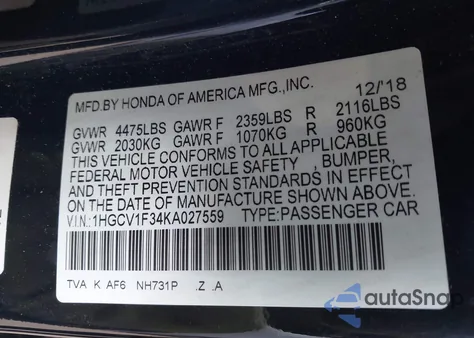 MFD.BY HONDA OF AMERICA MFG.,INC. 12/'18
GVWR 4475LBS GAWR F 2359LBS R 2116LBS
GVWR 2030KG GAWR F 1070KG R 960KG
THIS VEHICLE CONFORMS TO ALL APPLICABLE
FEDERAL MOTOR VEHICLE SAFETY , BUMPER,
AND THEFT PREVENTION STANDARDS IN EFFECT
ON THE DATE OF MANUFACTURE SHOWN ABOVE.
V.I.N.: 1HGCV1F34KA027559 TYPE:PASSENGER CAR
TVA K AF6 NH731P .Z .A
autoSnap